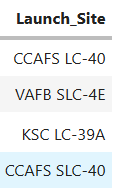 Launch_Site
CCAFS LC-40
VAFB SLC-4E
KSC LC-39A
CCAFS SLC-40